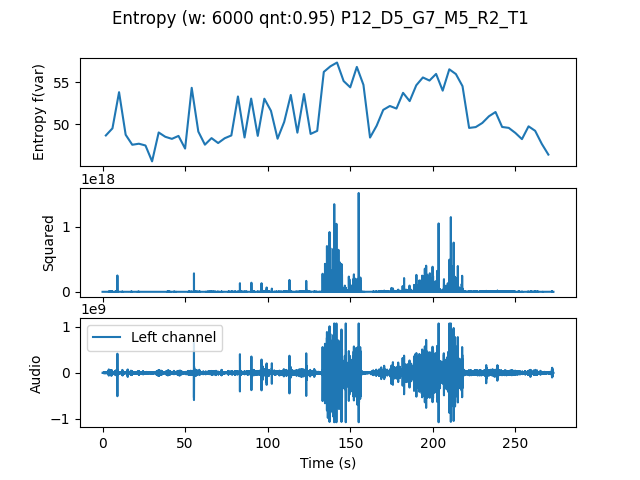 Entropy (w: 6000 qnt:0.95) P12_D5_G7_M5_R2_T1
Entropy f(var)
55
50
1e18
Squared
1
0
1e9
Audio
1
0
−1
Left channel
0 50 100 150 200 250
Time (s)